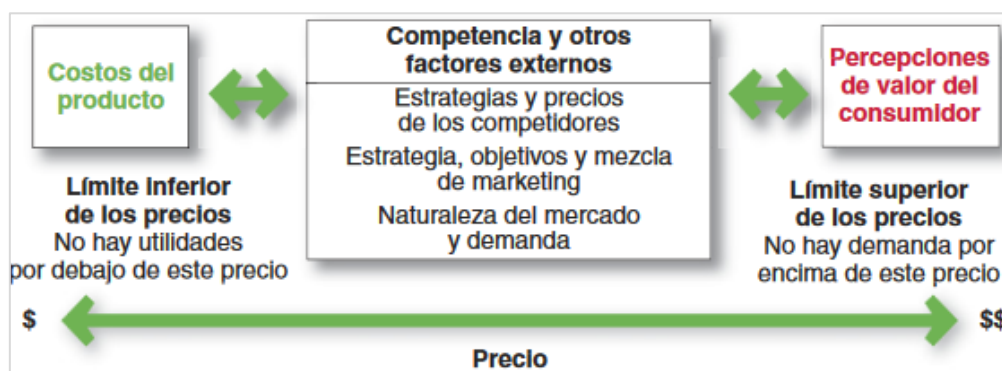 Costos del
producto
Límite inferior
de los precios
No hay utilidades
por debajo de este precio
Competencia y otros
factores externos
Estrategias y precios
de los competidores
Estrategia, objetivos y mezcla
de marketing
Naturaleza del mercado
y demanda
Percepciones
de valor del
consumidor
Límite superior
de los precios
No hay demanda por
encima de este precio
$
$$
Precio